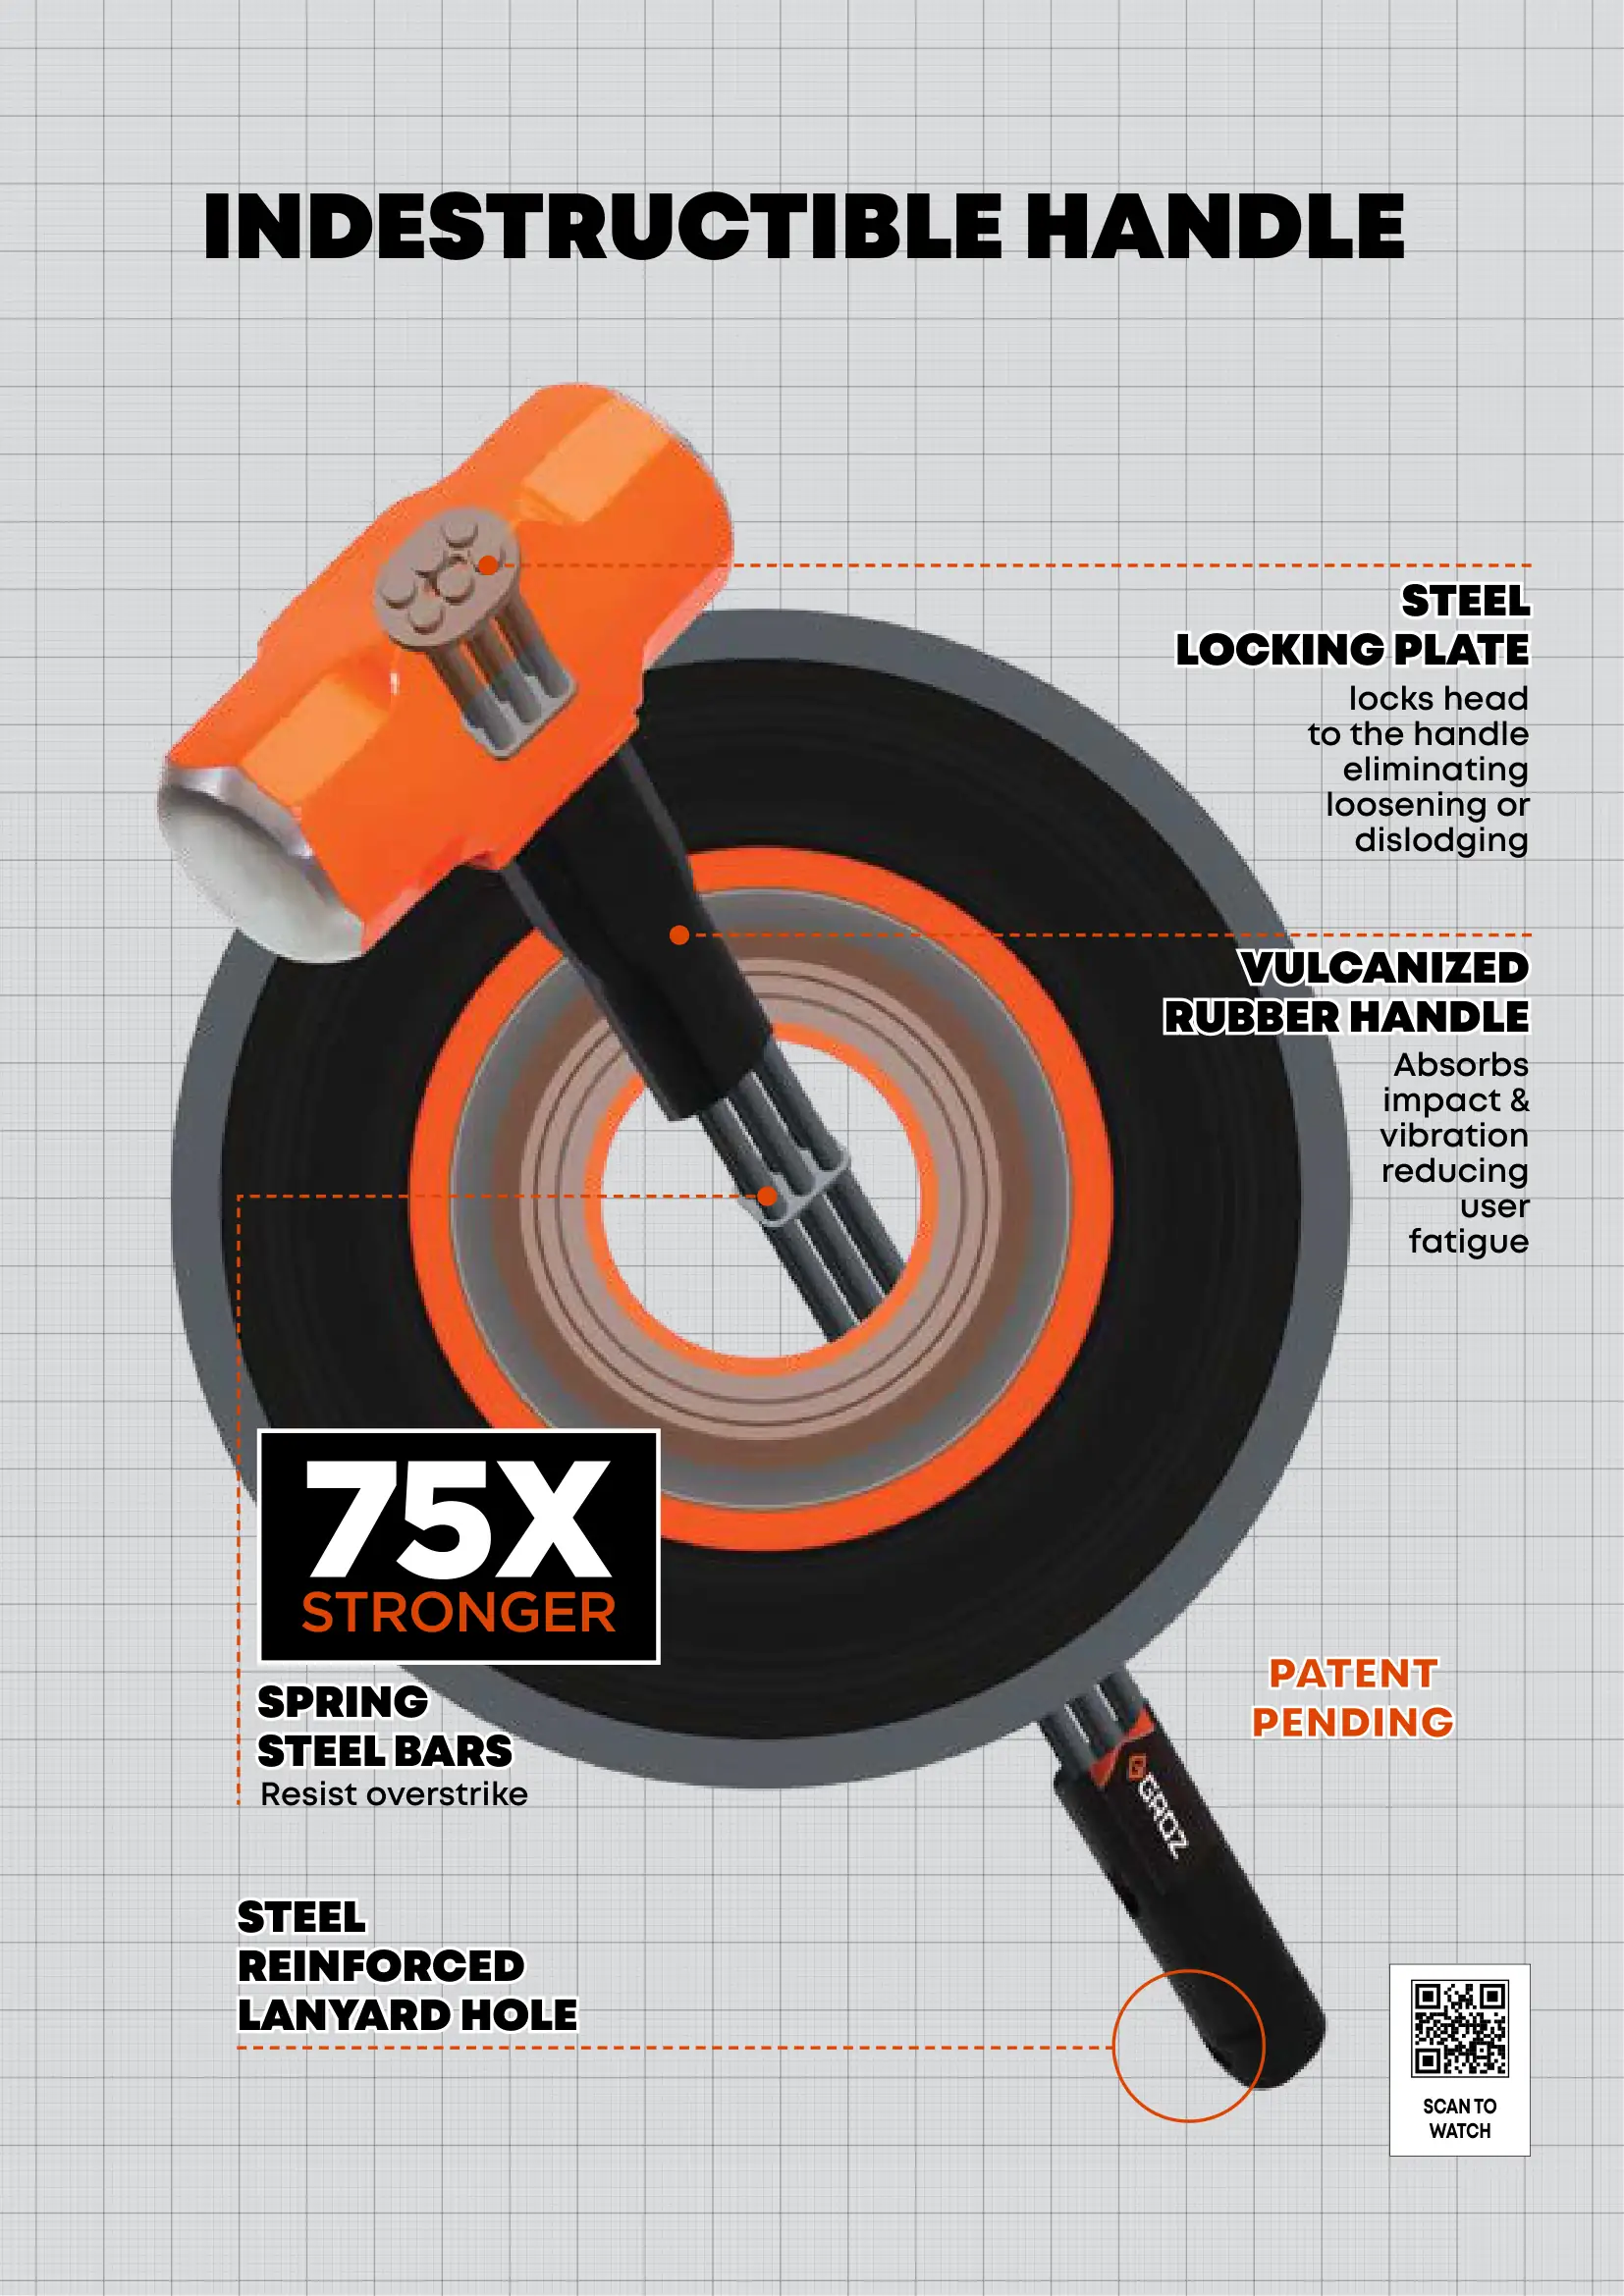 INDESTRUCTIBLE HANDLE
STEEL
LOCKING PLATE
locks head
to the handle
eliminating
loosening or
dislodging
VULCANIZED
RUBBER HANDLE
Absorbs
impact &
vibration
reducing
user
fatigue
75X
STRONGER
SPRING
STEEL BARS
Resist overstrike
PATENT
PENDING
GROZ
STEEL
REINFORCED
LANYARD HOLE
SCAN TO
WATCH